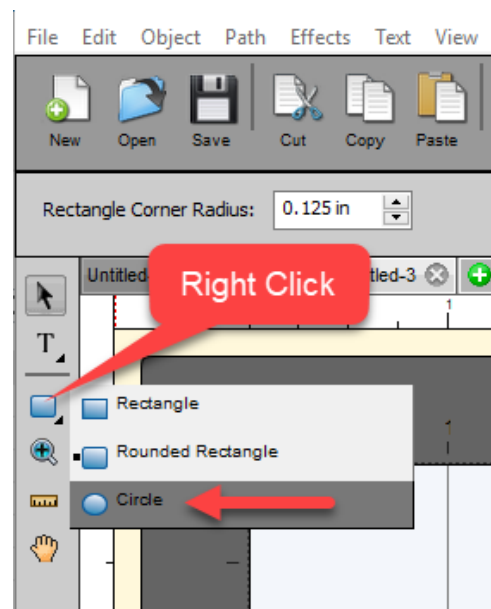 File Edit Object Path Effects Text View
New Open Save Cut Copy Paste
Rectangle Corner Radius: 0.125 in
Untitled- tled-3
Right Click
1
T
Rectangle
Rounded Rectangle
1
Circle